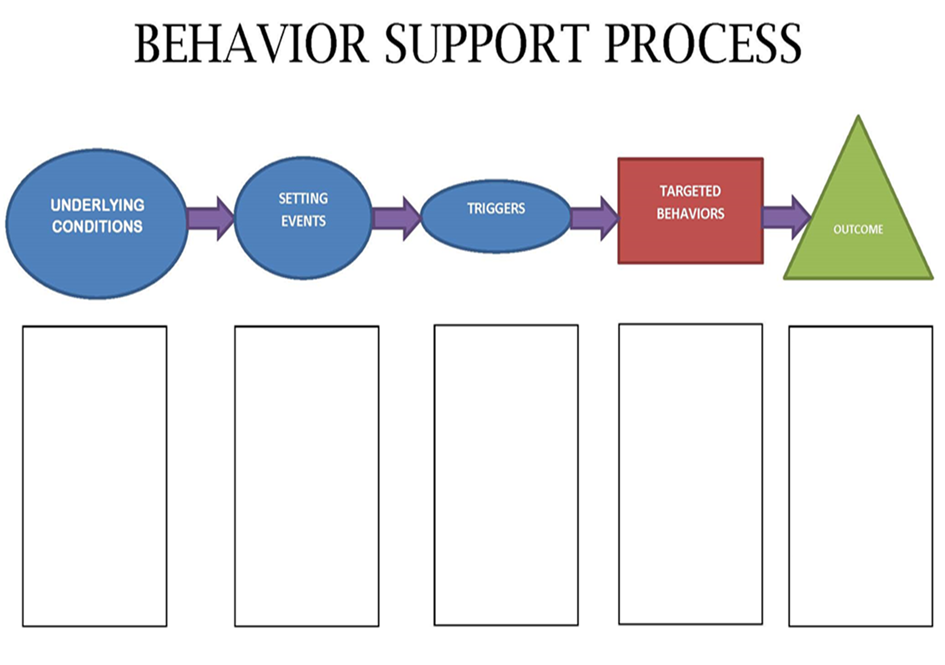 BEHAVIOR SUPPORT PROCESS
UNDERLYING
CONDITIONS
SETTING
EVENTS
TRIGGERS
TARGETED
BEHAVIORS
OUTCOME